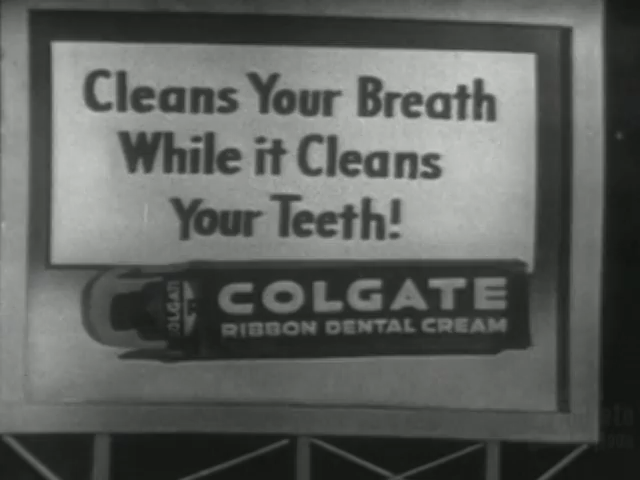 Cleans Your Breath
While it Cleans
Your Teeth!
COLGATE
RIBBON DENTAL CREAM